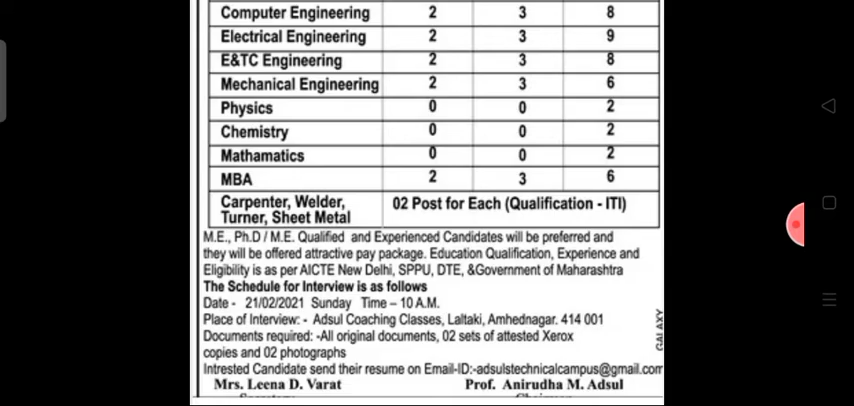 Computer Engineering 2 3 8
Electrical Engineering 2 3 9
E&TC Engineering 2 3 8
Mechanical Engineering 2 3 6
Physics 0 0 2
Chemistry 0 0 2
Mathamatics 0 0 2
MBA 2 3 6
Carpenter, Welder, 02 Post for Each (Qualification - ITI)
Turner, Sheet Metal
M.E., Ph.D / M.E. Qualified and Experienced Candidates will be preferred and
they will be offered attractive pay package. Education Qualification, Experience and
Eligibility is as per AICTE New Delhi, SPPU, DTE, &Government of Maharashtra
The Schedule for Interview is as follows
Date - 21/02/2021 Sunday Time – 10 A.M.
Place of Interview: - Adsul Coaching Classes, Laltaki, Amhednagar. 414 001
Documents required: -All original documents, 02 sets of attested Xerox
copies and 02 photographs
Intrested Candidate send their resume on Email-ID:-adsulstechnicalcampus@gmail.com
Mrs. Leena D. Varat Prof. Anirudha M. Adsul
GALAXY